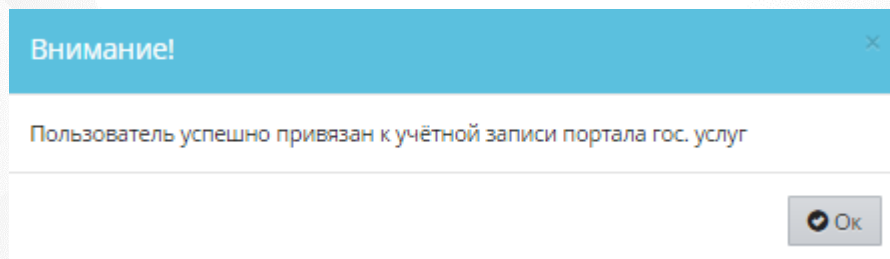 Внимание!
Пользователь успешно привязан к учётной записи портала гос. услуг
Ок